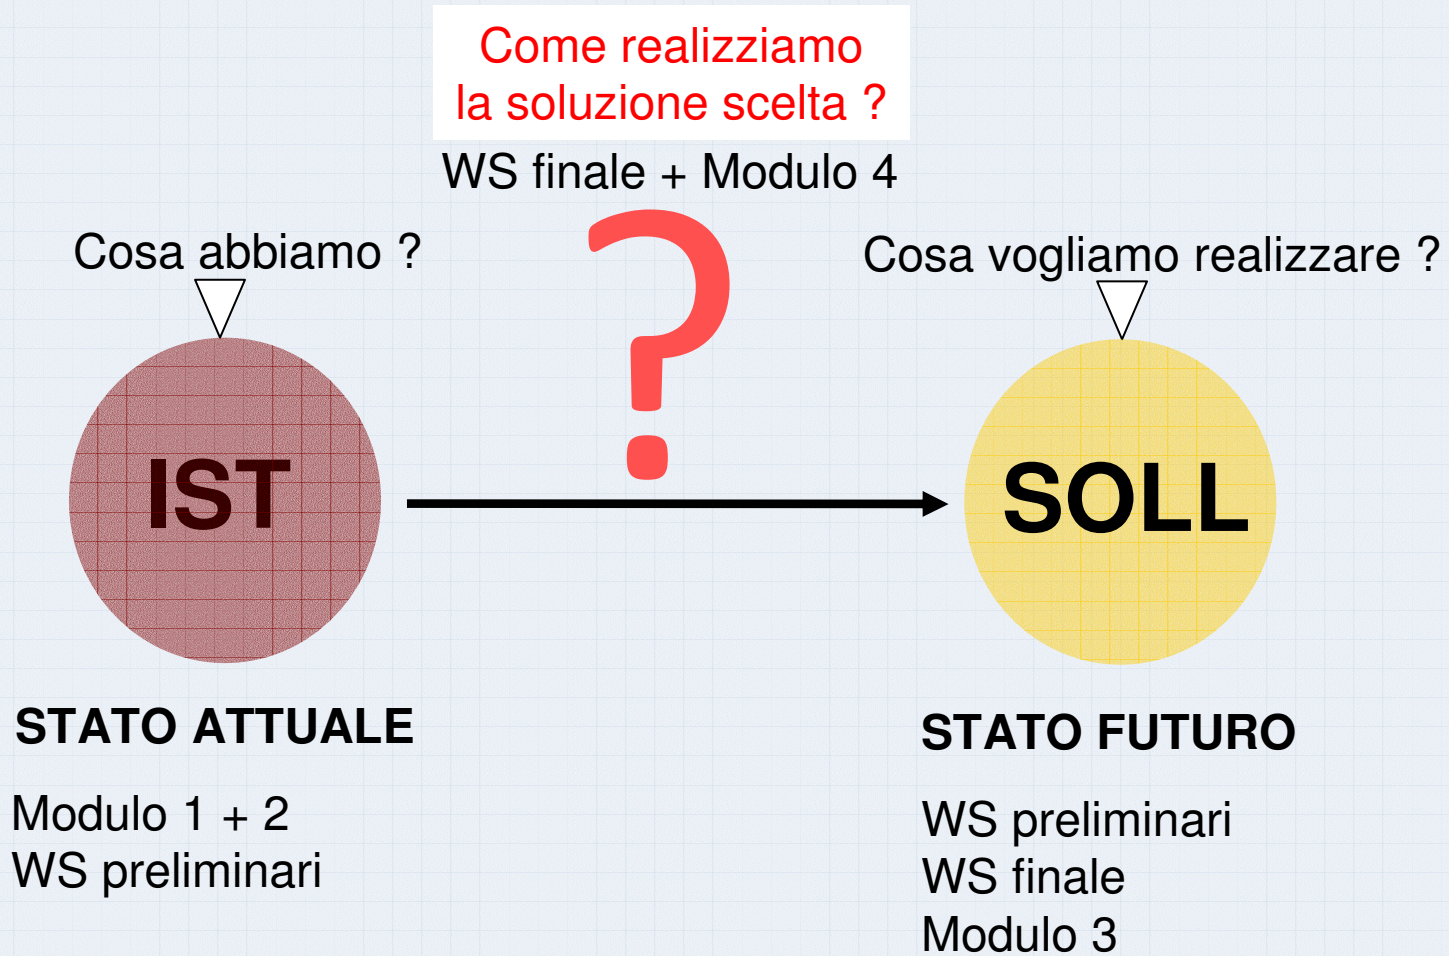 Come realizziamo
la soluzione scelta ?
WS finale + Modulo 4
Cosa abbiamo ?
Cosa vogliamo realizzare ?
?
IST
SOLL
STATO ATTUALE
STATO FUTURO
Modulo 1 + 2
WS preliminari
WS preliminari
WS finale
Modulo 3